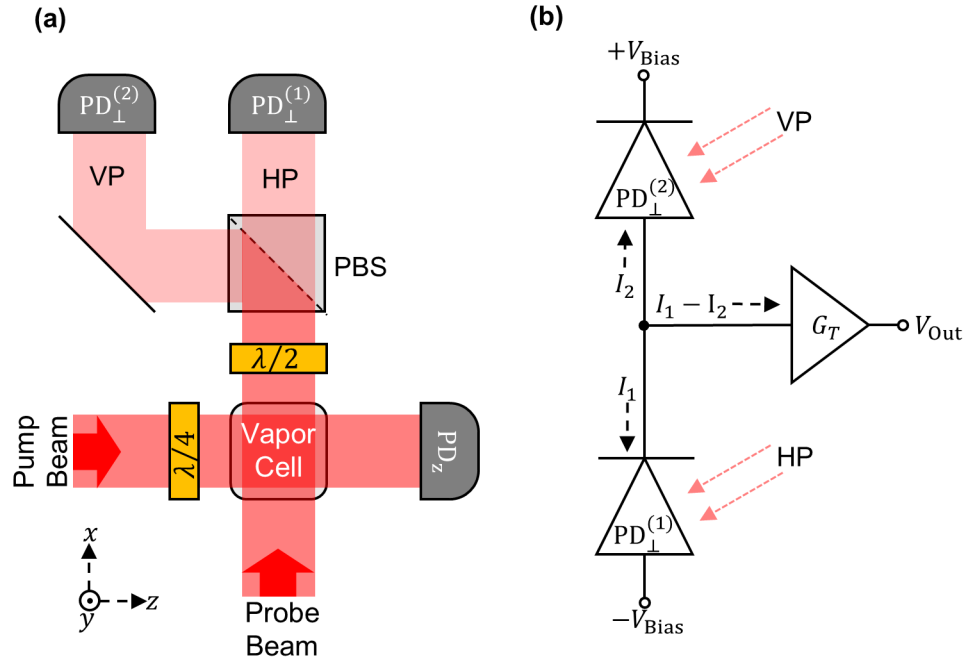 (a)
PD⊥(2)
PD⊥(1)
VP
HP
PBS
λ/2
Pump
Beam
λ/4
Vapor
Cell
PDz
x
y
z
Probe
Beam
(b)
+VBias
VP
PD⊥(2)
I2
I1 − I2
GT
VOut
I1
HP
PD⊥(1)
−VBias